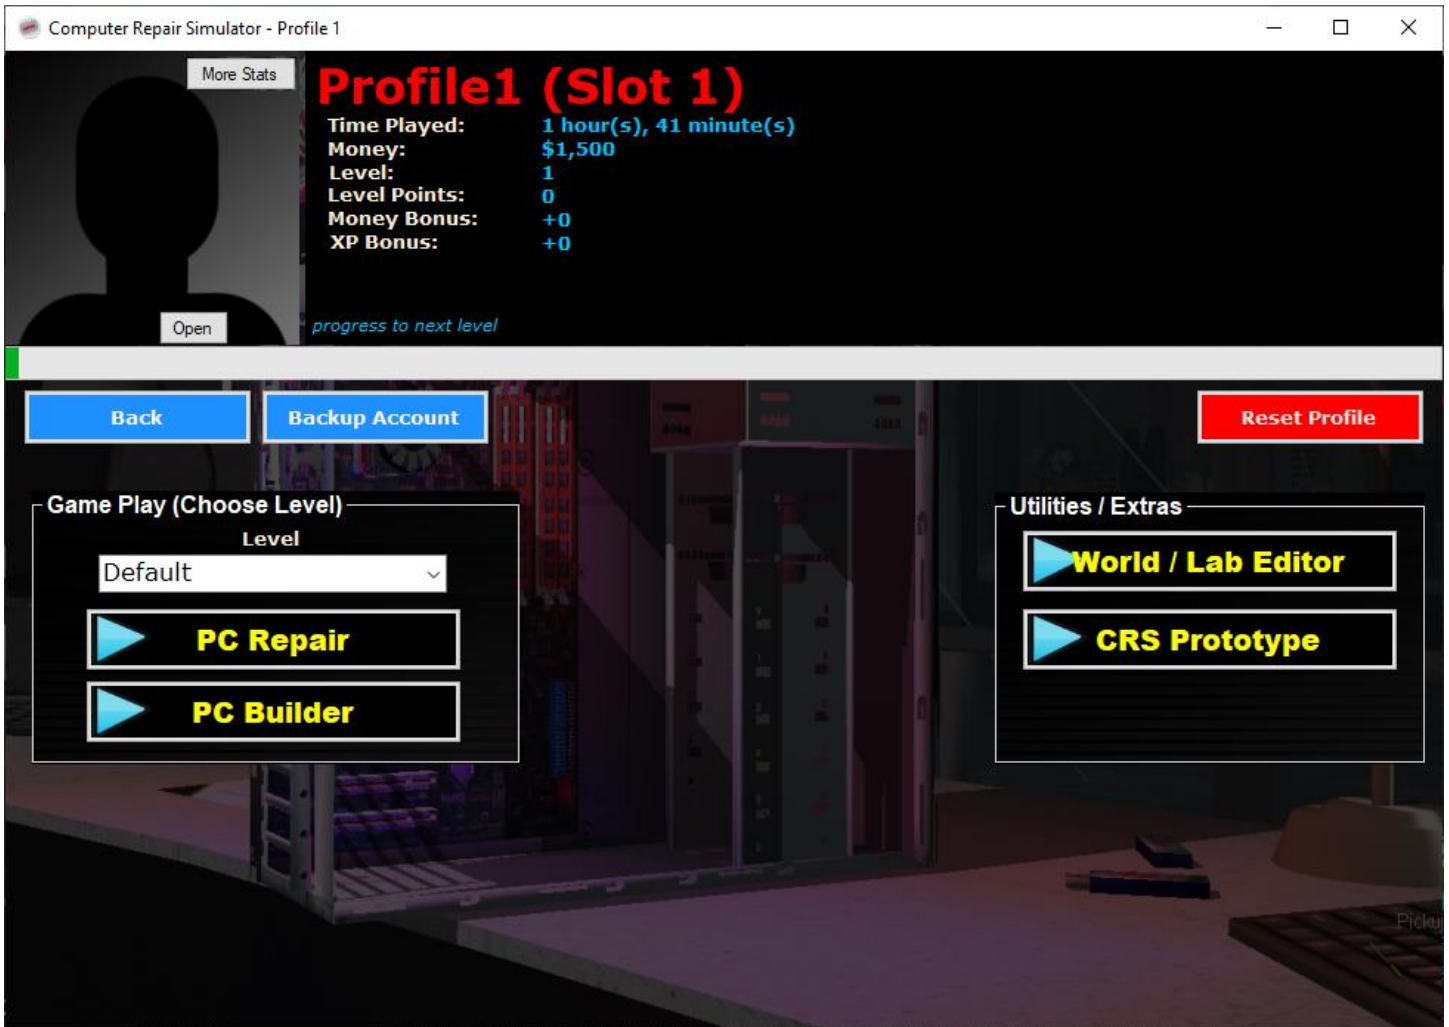 Computer Repair Simulator - Profile 1
More Stats
Profile1 (Slot 1)
Time Played: 1 hour(s), 41 minute(s)
Money: $1,500
Level: 1
Level Points: 0
Money Bonus: +0
XP Bonus: +0
Open
progress to next level
Back
Backup Account
Reset Profile
Game Play (Choose Level)
Level
Default
PC Repair
PC Builder
Utilities / Extras
World / Lab Editor
CRS Prototype